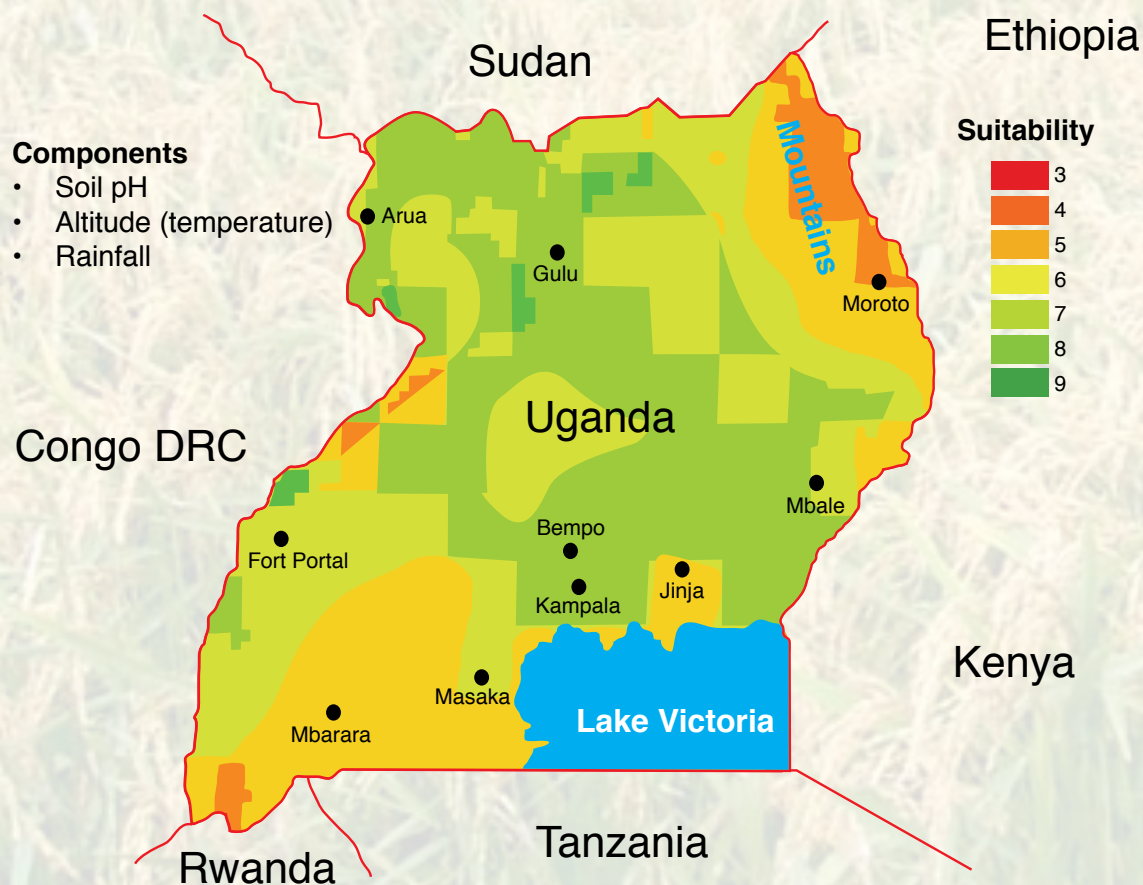 Ethiopia
Sudan
Suitability
3
4
5
6
7
8
9
Components
• Soil pH
• Altitude (temperature)
• Rainfall
Mountains
Arua
Gulu
Moroto
Uganda
Congo DRC
Mbale
Bempo
Fort Portal
Jinja
Kampala
Kenya
Masaka
Lake Victoria
Mbarara
Tanzania
Rwanda